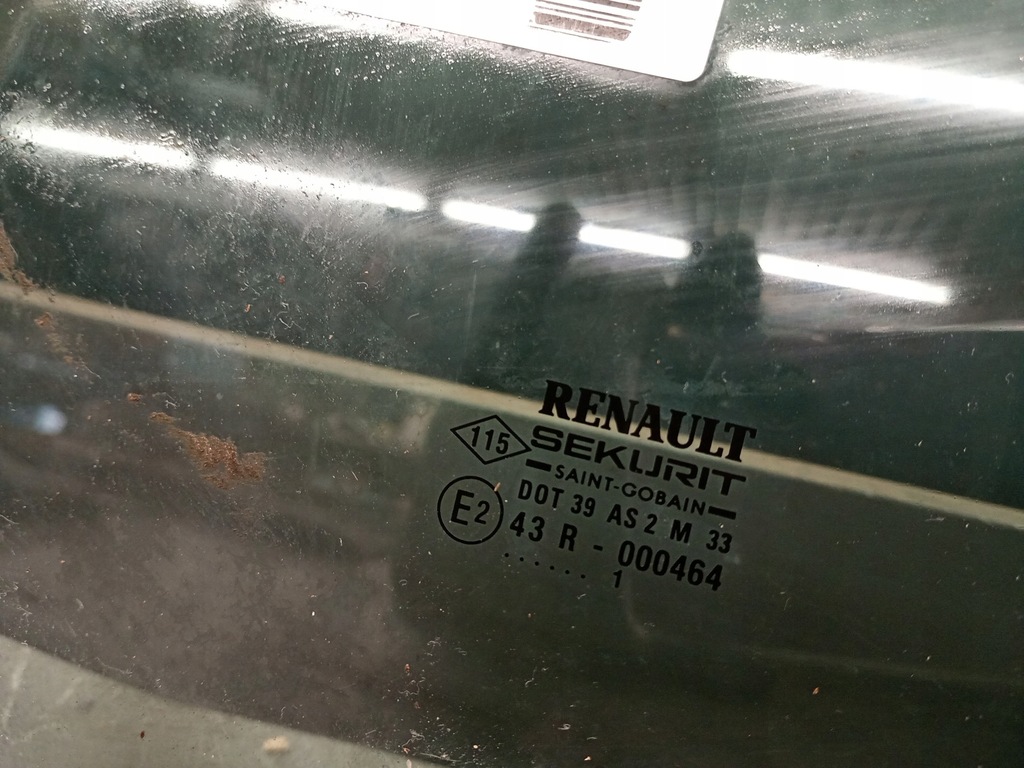 RENAULT
115 SEKURIT
SAINT-GOBAIN
E2 DOT 39 AS 2 M 33
43 R - 000464
...... 1